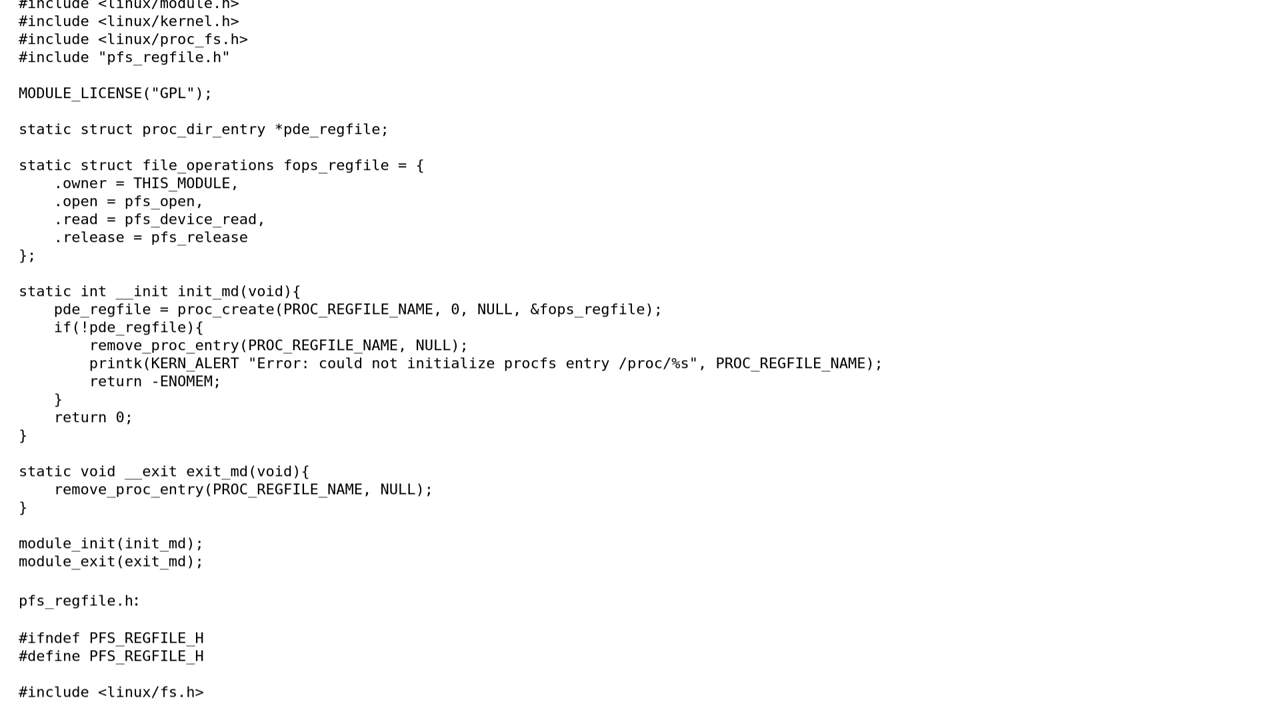 #include <linux/module.h>
#include <linux/kernel.h>
#include <linux/proc_fs.h>
#include "pfs_regfile.h"

MODULE_LICENSE("GPL");

static struct proc_dir_entry *pde_regfile;

static struct file_operations fops_regfile = {
    .owner = THIS_MODULE,
    .open = pfs_open,
    .read = pfs_device_read,
    .release = pfs_release
};

static int __init init_md(void){
    pde_regfile = proc_create(PROC_REGFILE_NAME, 0, NULL, &fops_regfile);
    if(!pde_regfile){
        remove_proc_entry(PROC_REGFILE_NAME, NULL);
        printk(KERN_ALERT "Error: could not initialize procfs entry /proc/%s", PROC_REGFILE_NAME);
        return -ENOMEM;
    }
    return 0;
}

static void __exit exit_md(void){
    remove_proc_entry(PROC_REGFILE_NAME, NULL);
}

module_init(init_md);
module_exit(exit_md);

pfs_regfile.h:

#ifndef PFS_REGFILE_H
#define PFS_REGFILE_H

#include <linux/fs.h>